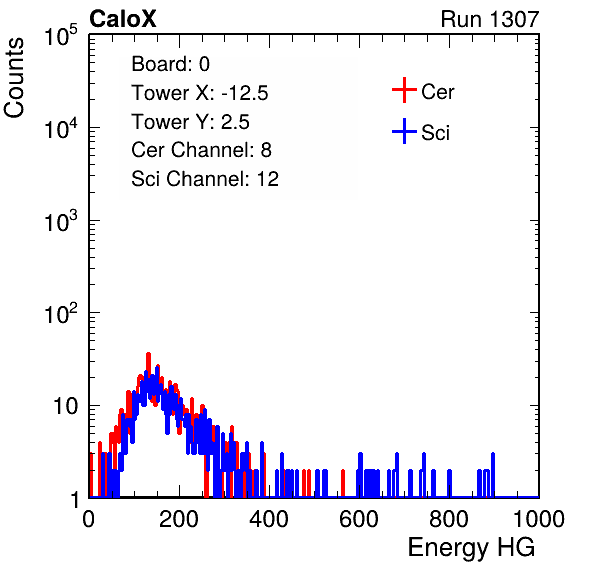 CaloX Run 1307
Counts
10^5
10^4
10^3
10^2
10
1
Board: 0
Tower X: -12.5
Tower Y: 2.5
Cer Channel: 8
Sci Channel: 12
Cer
Sci
0 200 400 600 800 1000
Energy HG